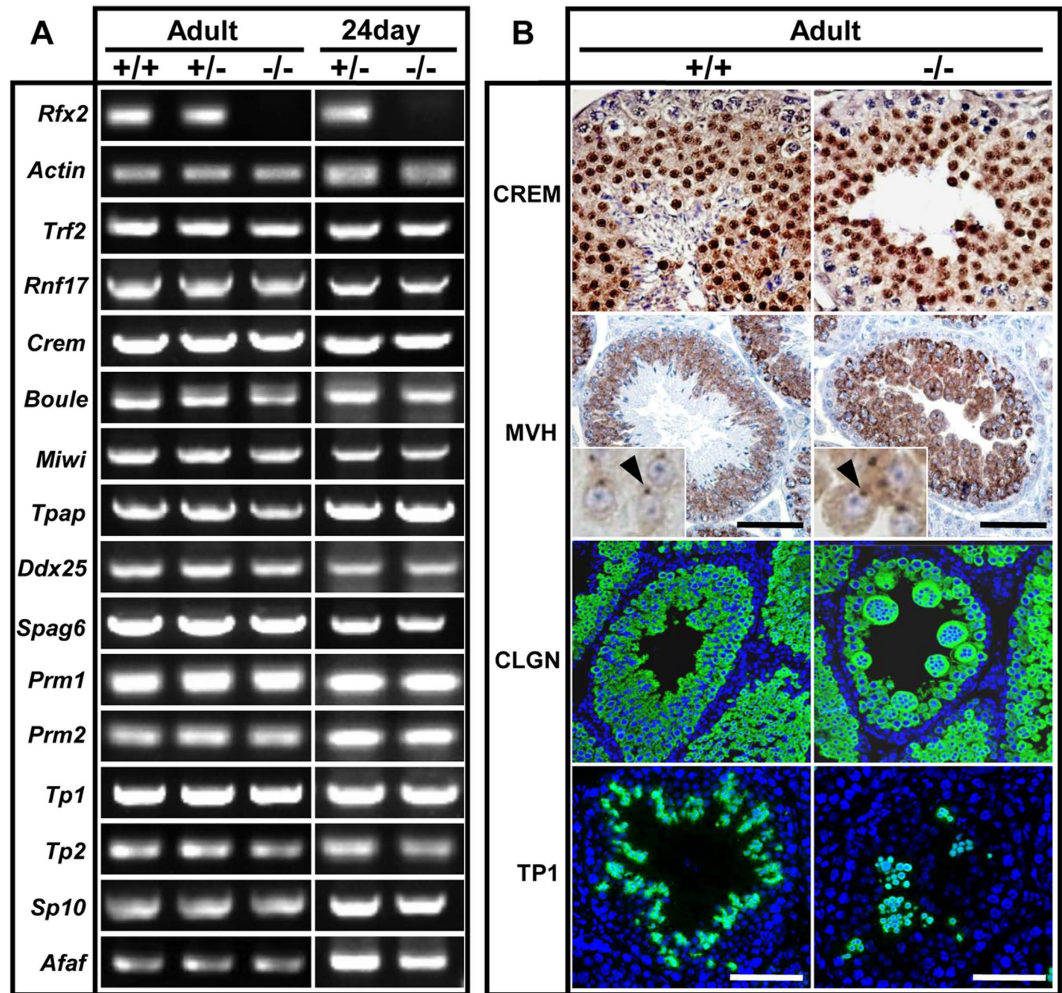 A
Adult
24day
+/+ +/- -/- +/- -/-
Rfx2
Actin
Trf2
Rnf17
Crem
Boule
Miwi
Tpap
Ddx25
Spag6
Prm1
Prm2
Tp1
Tp2
Sp10
Afaf
B
Adult
+/+ -/-
CREM
MVH
CLGN
TP1